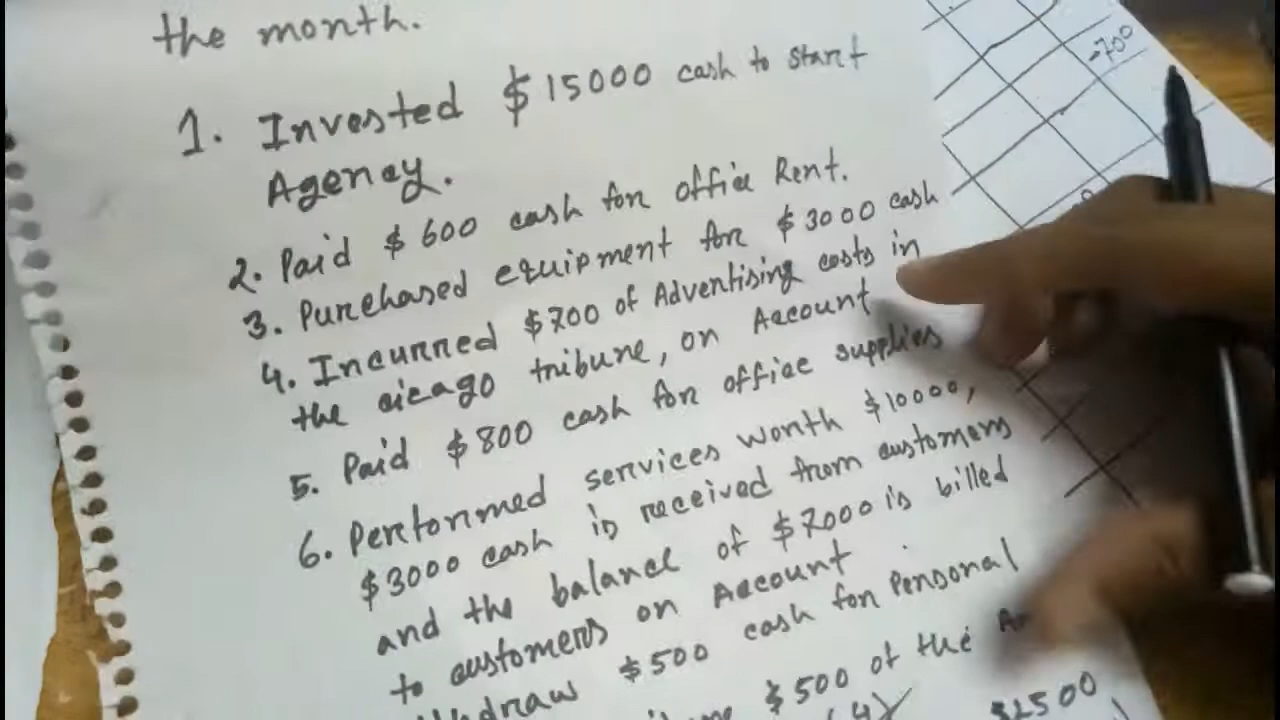 the month.
1. Invested $15000 cash to start
Agency.
2. Paid $600 cash for office Rent.
3. Purchased equipment for $3000 cash
4. Incurred $700 of Advertising costs in
the cicago tribune, on Account
5. Paid $800 cash for office supplies
6. Performed services worth $10000,
$3000 cash is received from customers
and the balance of $7000 is billed
to customers on Account
draw $500 cash for Personal
$500 of the
(4)
$2500
-700